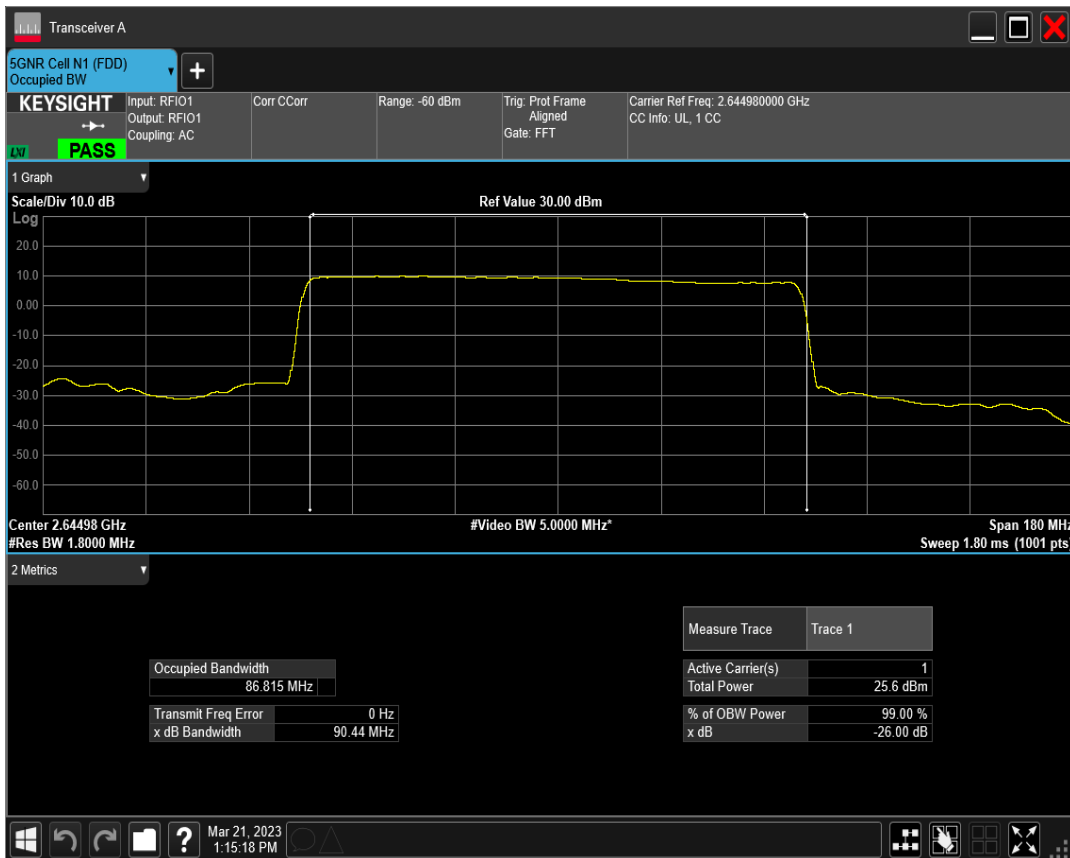 Transceiver A
5GNR Cell N1 (FDD)
Occupied BW
+
KEYSIGHT
LXI
PASS
Input: RFIO1
Output: RFIO1
Coupling: AC
Corr CCorr
Range: -60 dBm
Trig: Prot Frame
Aligned
Gate: FFT
Carrier Ref Freq: 2.644980000 GHz
CC Info: UL, 1 CC
1 Graph
Scale/Div 10.0 dB
Ref Value 30.00 dBm
Log
20.0
10.0
0.00
-10.0
-20.0
-30.0
-40.0
-50.0
-60.0
Center 2.64498 GHz
#Video BW 5.0000 MHz*
Span 180 MHz
#Res BW 1.8000 MHz
Sweep 1.80 ms (1001 pts)
2 Metrics
Measure Trace Trace 1
Occupied Bandwidth
86.815 MHz
Active Carrier(s) 1
Total Power 25.6 dBm
Transmit Freq Error 0 Hz
x dB Bandwidth 90.44 MHz
% of OBW Power 99.00 %
x dB -26.00 dB
?
Mar 21, 2023
1:15:18 PM